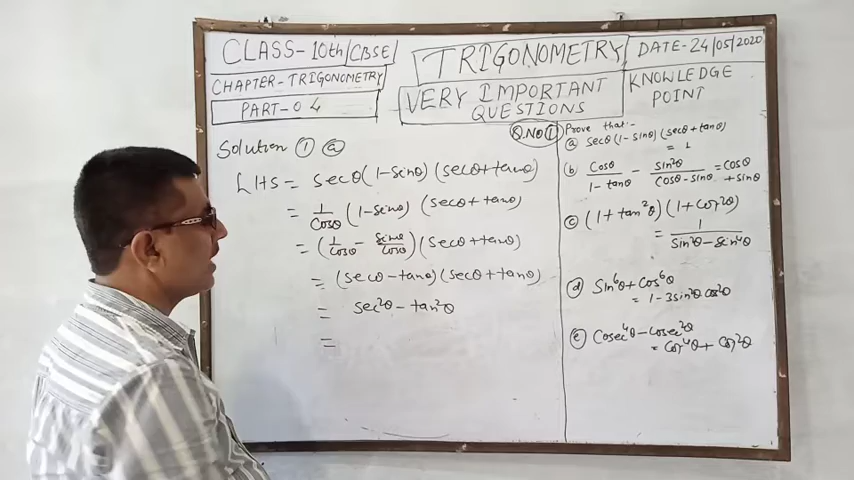 CLASS-10th/CBSE/
CHAPTER-TRIGONOMETRY
PART-04
TRIGONOMETRY
VERY IMPORTANT
QUESTIONS
DATE-24/05/2020
KNOWLEDGE
POINT
Solution ① ⓐ
LHS = secθ(1-sinθ)(secθ+tanθ)
= 1/cosθ (1-sinθ) (secθ+tanθ)
= (1/cosθ - sinθ/cosθ)(secθ+tanθ)
= (secθ-tanθ)(secθ+tanθ)
= sec²θ-tan²θ
=
Q.NO① Prove that:-
ⓐ secθ(1-sinθ)(secθ+tanθ)
= 1
ⓑ Cosθ/1-tanθ - sin²θ/cosθ-sinθ = cosθ
+sinθ
ⓒ (1+tan²θ)(1+cot²θ)
= 1/sin²θ-sin⁴θ
ⓓ Sin⁶θ+Cos⁶θ
= 1-3sin²θ cos²θ
ⓔ Cosec⁴θ-cosec²θ
= cot⁴θ+cot²θ